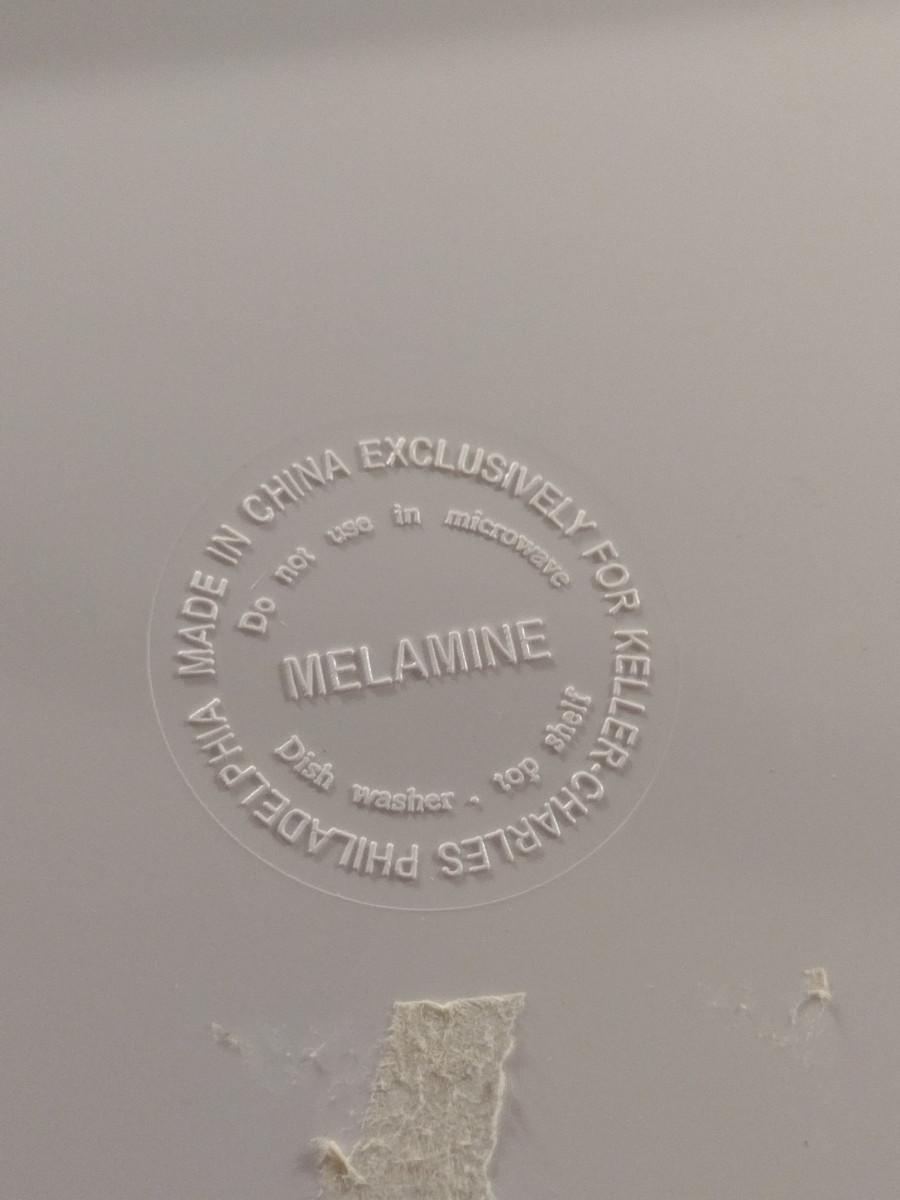 MADE IN CHINA EXCLUSIVELY FOR KELLER-CHARLES PHILADELPHIA
Do not use in microwave
MELAMINE
Dish washer . top shelf